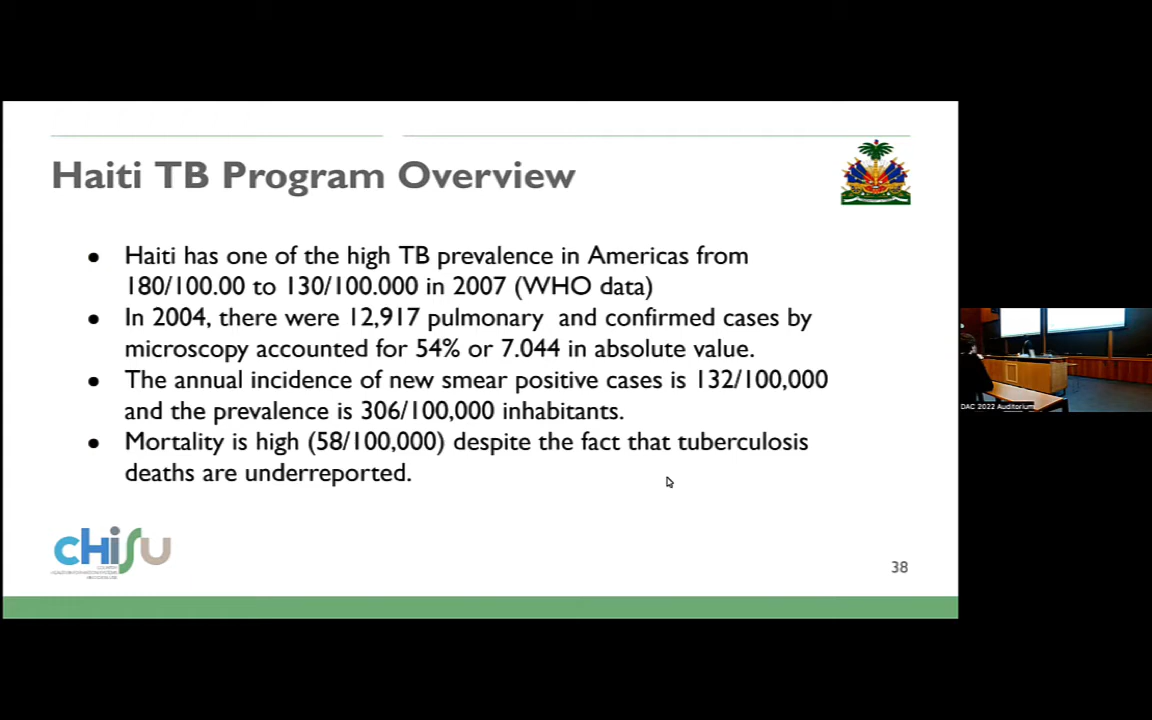 Haiti TB Program Overview
● Haiti has one of the high TB prevalence in Americas from
180/100.00 to 130/100.000 in 2007 (WHO data)
● In 2004, there were 12,917 pulmonary and confirmed cases by
microscopy accounted for 54% or 7.044 in absolute value.
● The annual incidence of new smear positive cases is 132/100,000
and the prevalence is 306/100,000 inhabitants.
● Mortality is high (58/100,000) despite the fact that tuberculosis
deaths are underreported.
CHISU
38
DAC 2022 Auditorium